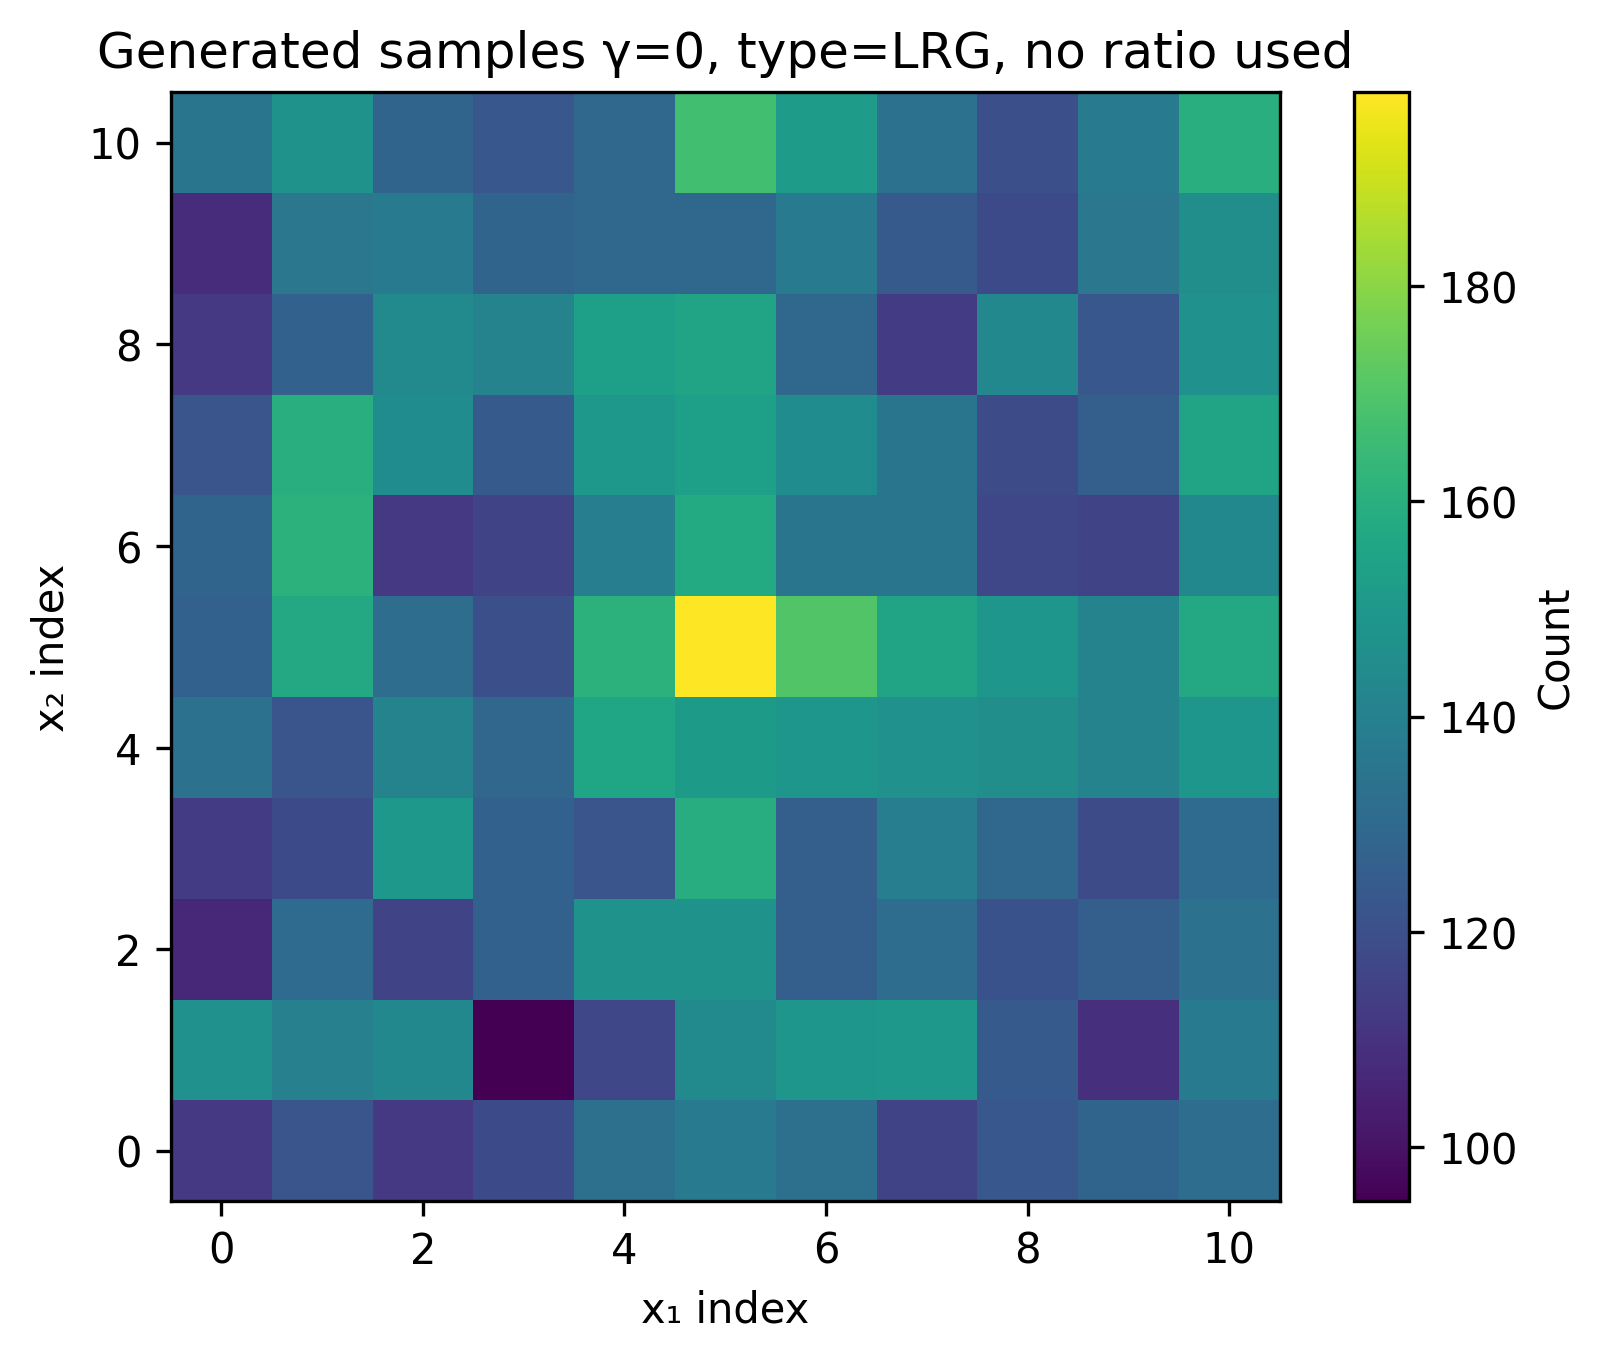 Generated samples γ=0, type=LRG, no ratio used
10
8
6
4
2
0
x₂ index
0 2 4 6 8 10
x₁ index
180
160
140
120
100
Count